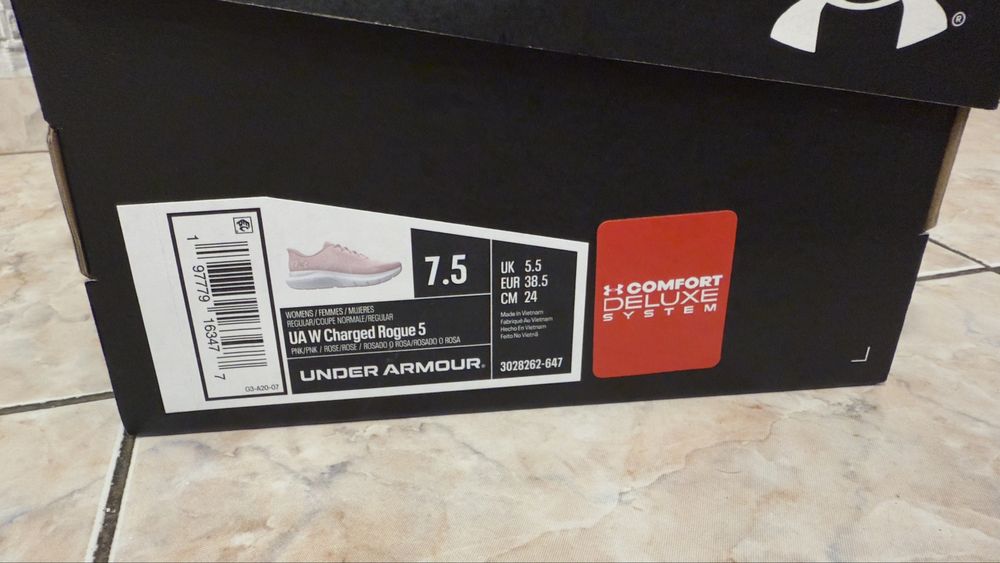 ®
1 97779 16347 7
G3-A20-07
WOMENS / FEMMES / MUJERES
REGULAR/COUPE NORMALE/REGULAR
UA W Charged Rogue 5
PNK/PNK / ROSE/ROSE / ROSADO O ROSA/ROSADO O ROSA
UNDER ARMOUR®
7.5
UK 5.5
EUR 38.5
CM 24
Made in Vietnam
Fabriqué Au Vietnam
Hecho En Vietnam
Feito No Vietnã
3028262-647
COMFORT
DELUXE
SYSTEM